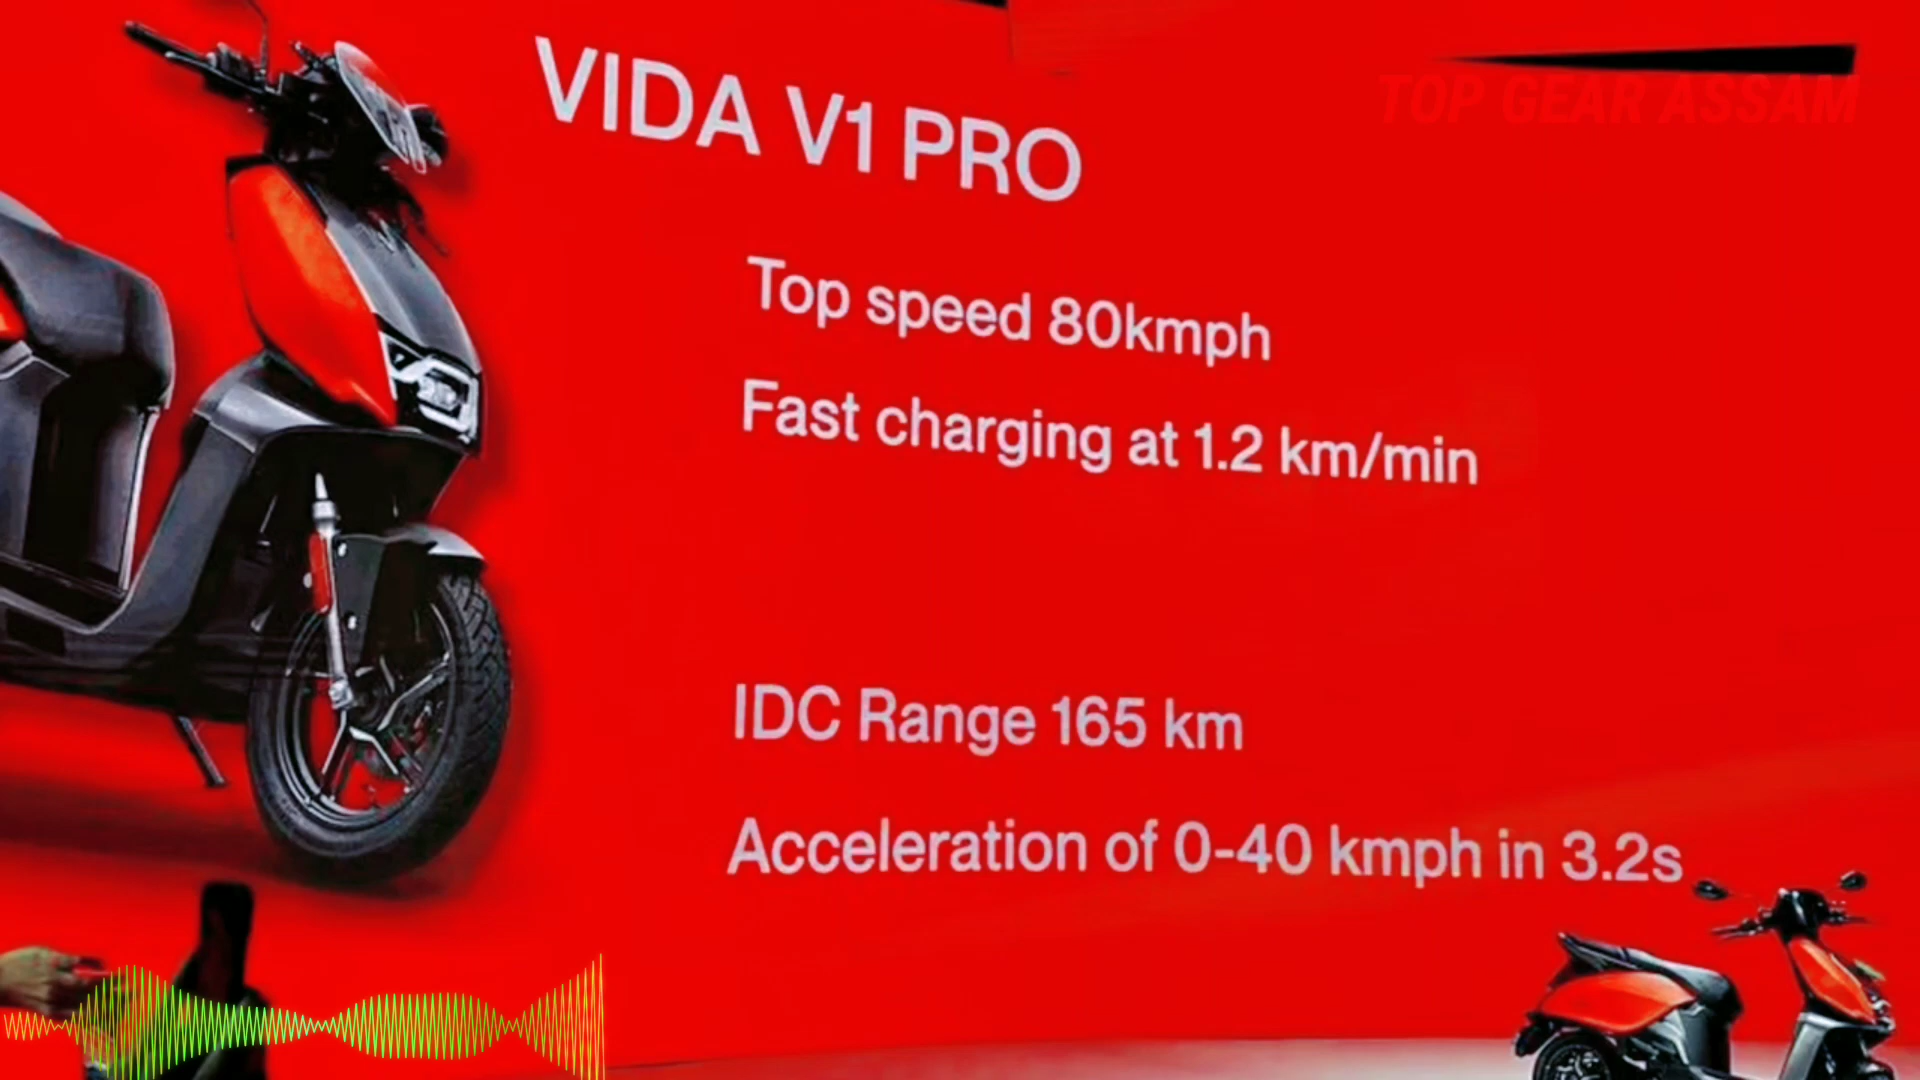 VIDA V1 PRO
TOP GEAR ASSAM
Top speed 80kmph
Fast charging at 1.2 km/min
IDC Range 165 km
Acceleration of 0-40 kmph in 3.2s